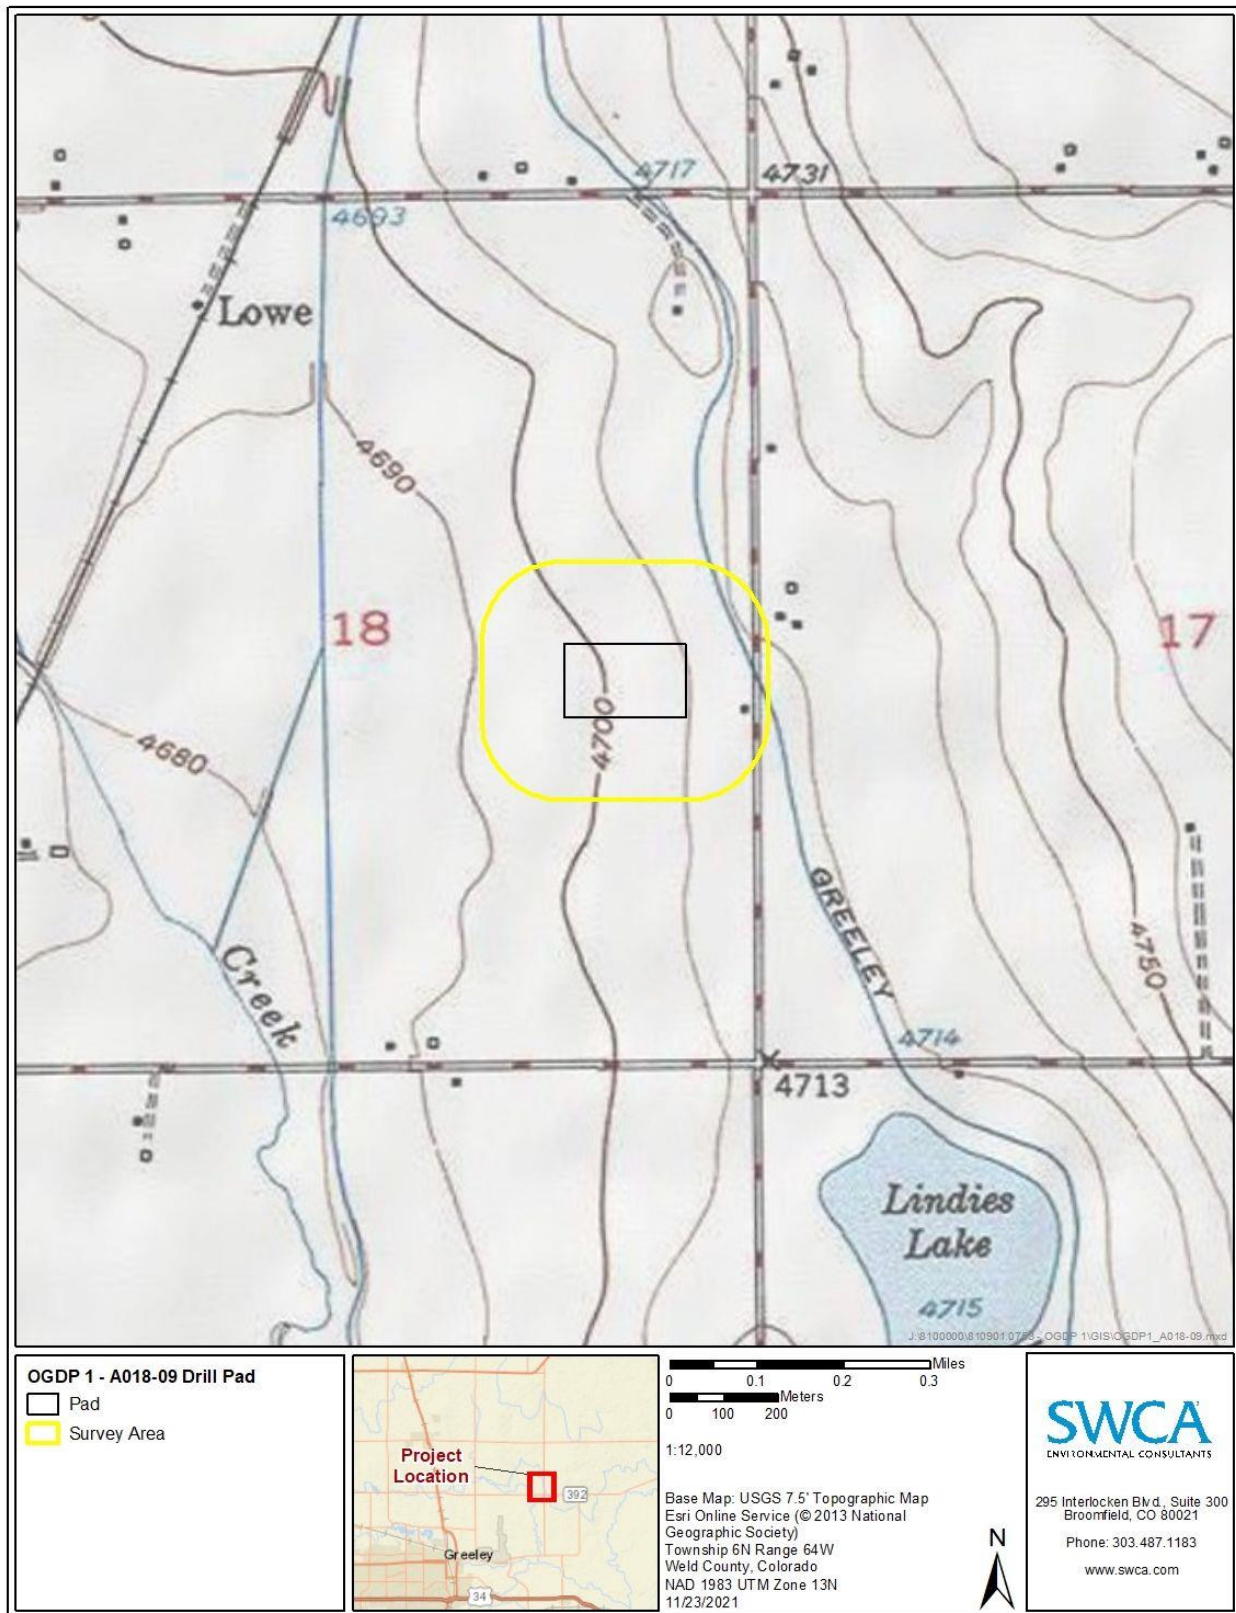 4717
4731
4693
Lowe
4690
18
17
4700
4680
GREELEY
Creek
4750
4714
4713
Lindies
Lake
4715
OGDP 1 - A018-09 Drill Pad
Pad
Survey Area
Project
Location
392
Greeley
34
Miles
0 0.1 0.2 0.3
Meters
0 100 200
1:12,000
Base Map: USGS 7.5' Topographic Map
Esri Online Service (© 2013 National
Geographic Society)
Township 6N Range 64W
Weld County, Colorado
NAD 1983 UTM Zone 13N
11/23/2021
N
SWCA
ENVIRONMENTAL CONSULTANTS
295 Interlocken Blvd., Suite 300
Broomfield, CO 80021
Phone: 303.487.1183
www.swca.com